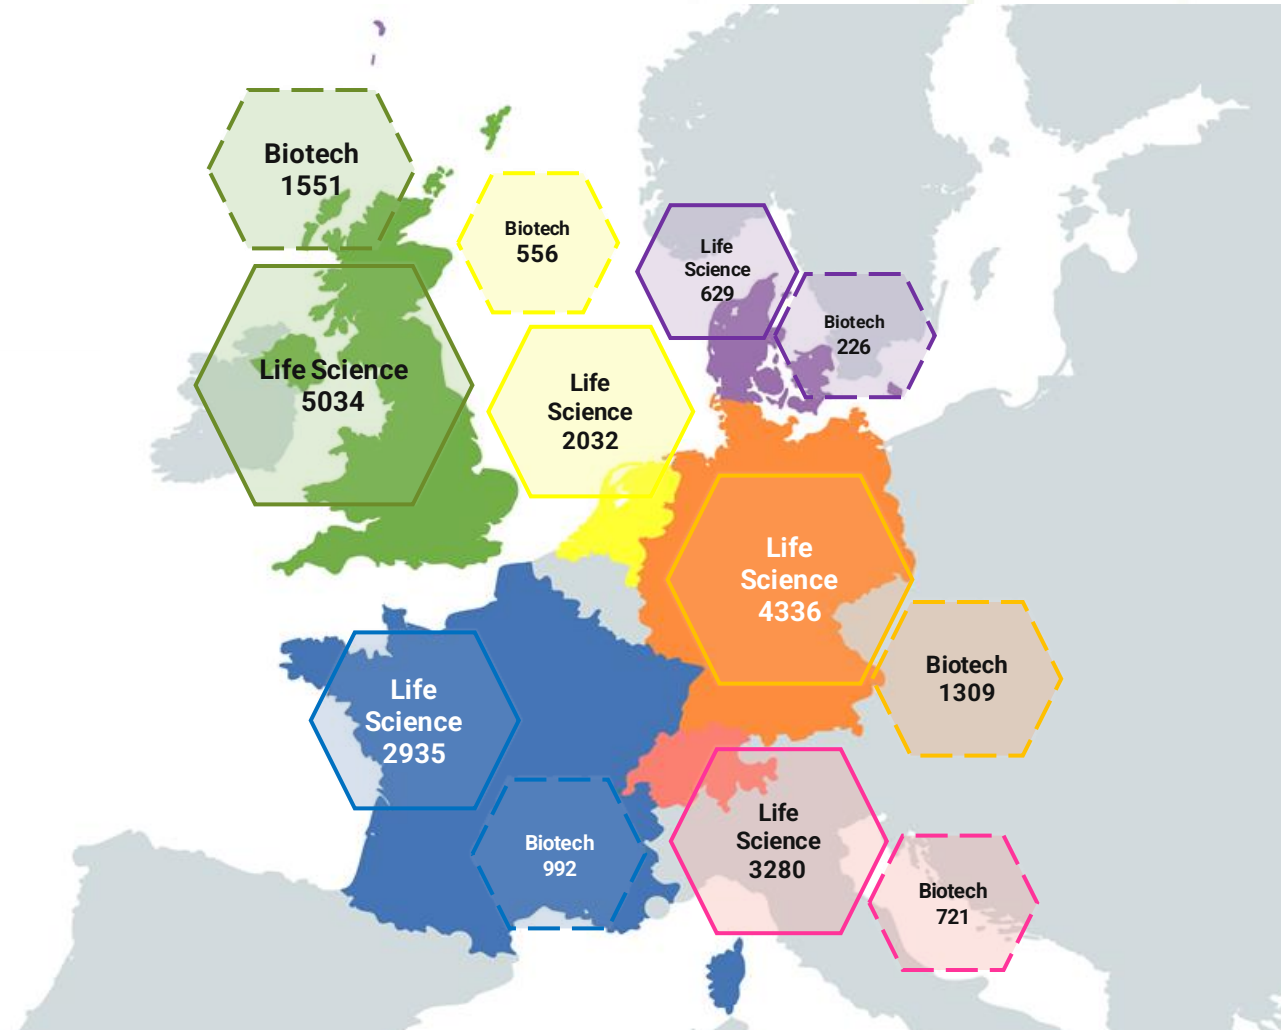 Biotech
1551
Biotech
556
Life
Science
629
Biotech
226
Life Science
5034
Life
Science
2032
Life
Science
4336
Biotech
1309
Life
Science
2935
Biotech
992
Life
Science
3280
Biotech
721